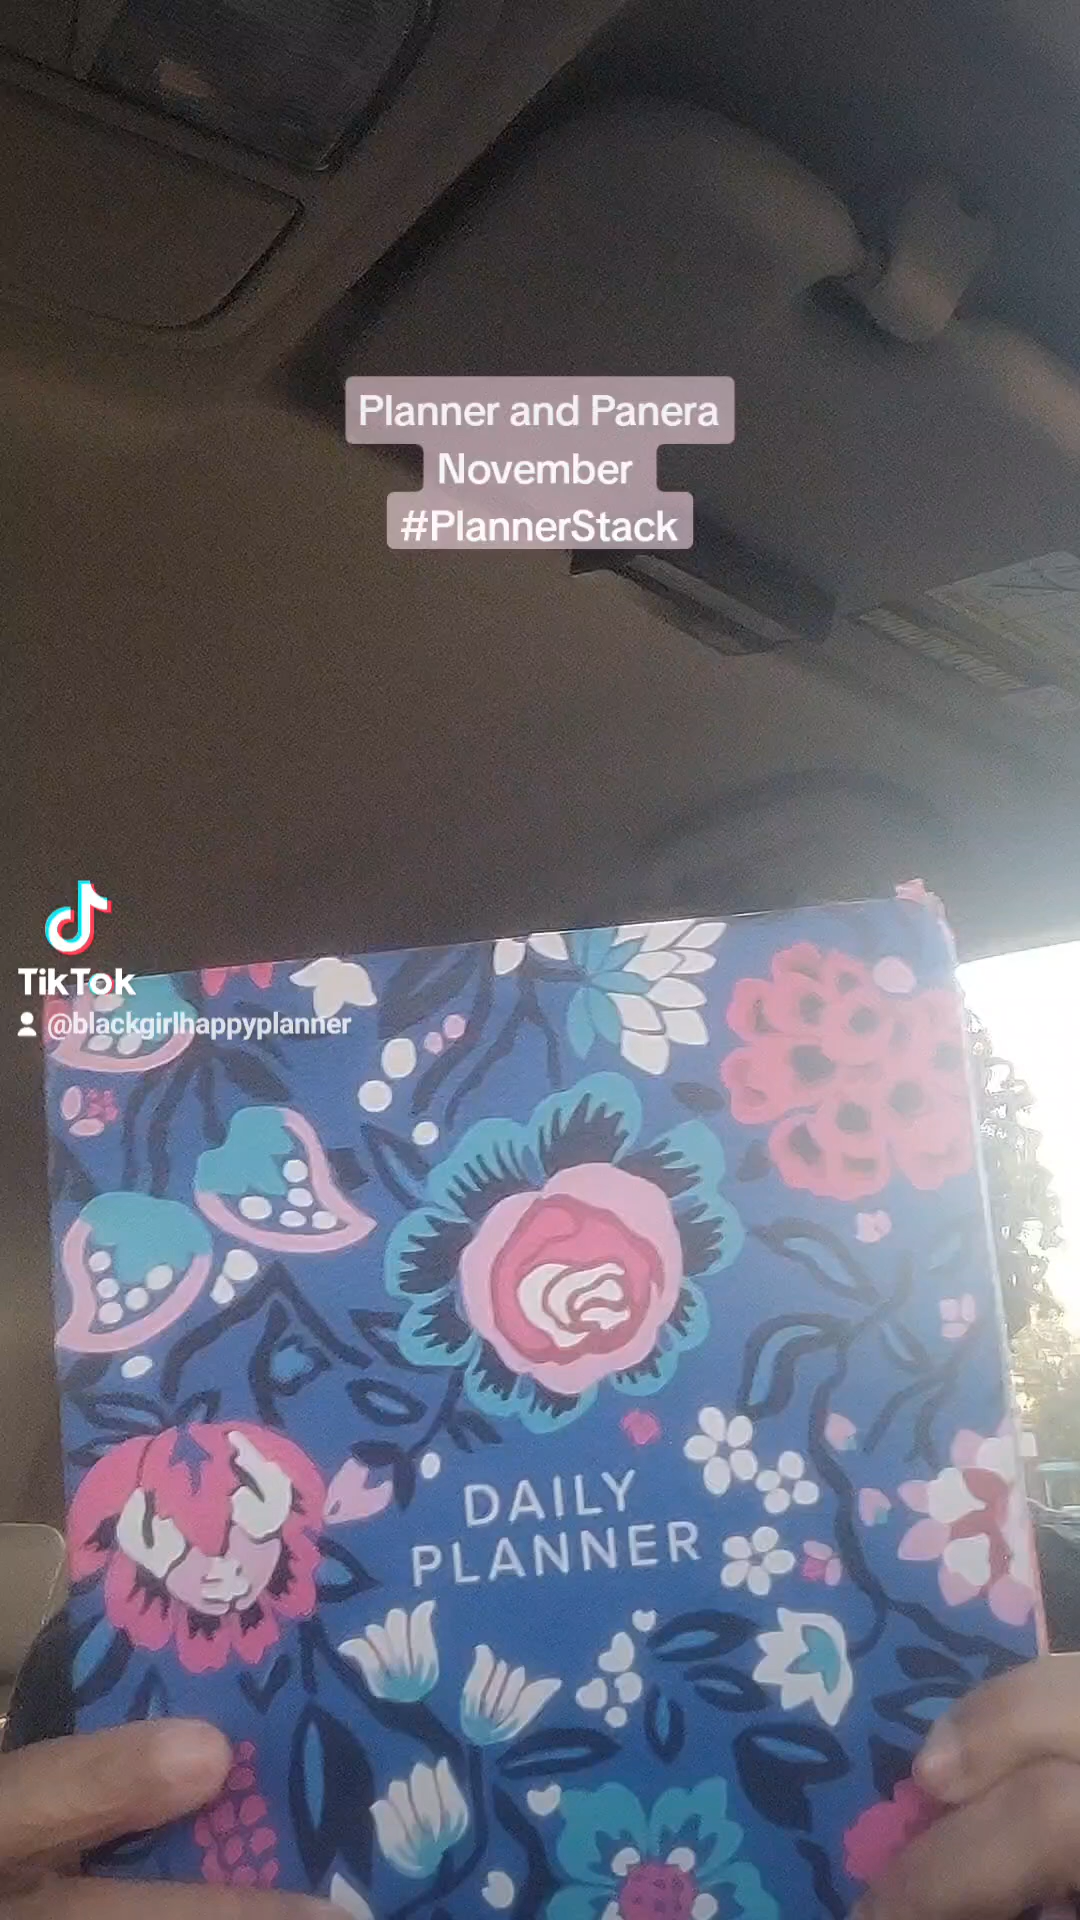 Planner and Panera
November
#PlannerStack
TikTok
@blackgirlhappyplanner
DAILY
PLANNER